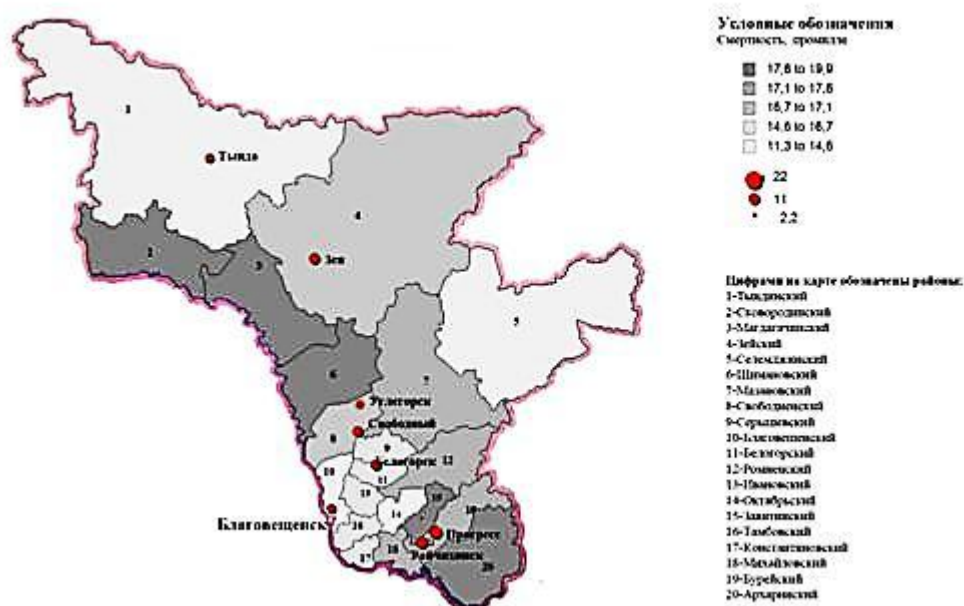 Условные обозначения
Смертность, промилле
17,6 to 19,9
17,1 to 17,6
16,7 to 17,1
14,6 to 16,7
11,3 to 14,6
22
11
2,2
1
Тында
4
2
3
Зея
5
6
7
Углегорск
Свободный
8
9
Белогорск
10
11
12
13
14
Благовещенск
16
Прогресс
Райчихинск
17
18
20
Цифрами на карте обозначены районы:
1-Тындинский
2-Сковородинский
3-Магдагачинский
4-Зейский
5-Селемджинский
6-Шимановский
7-Мазановский
8-Свободненский
9-Серышевский
10-Благовещенский
11-Белогорский
12-Ромненский
13-Ивановский
14-Октябрьский
15-Завитинский
16-Тамбовский
17-Константиновский
18-Михайловский
19-Бурейский
20-Архаринский